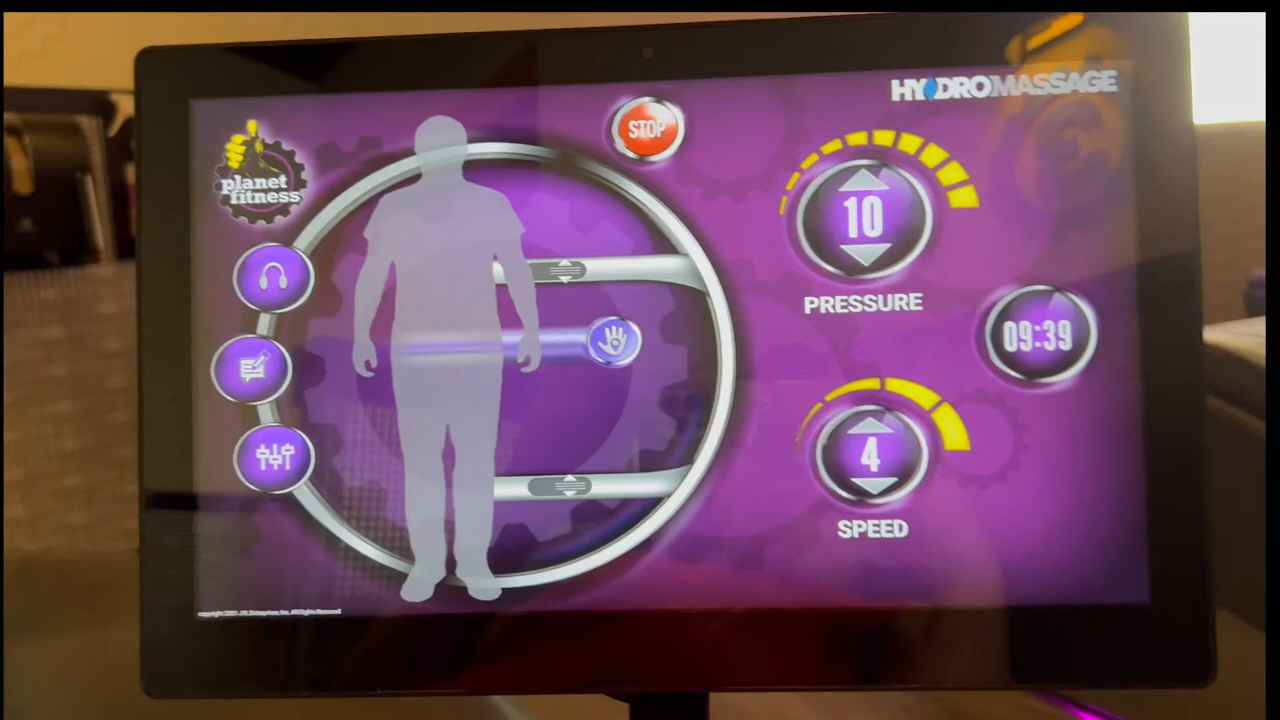 HYDROMASSAGE
STOP
planet
fitness
10
PRESSURE
09:39
4
SPEED